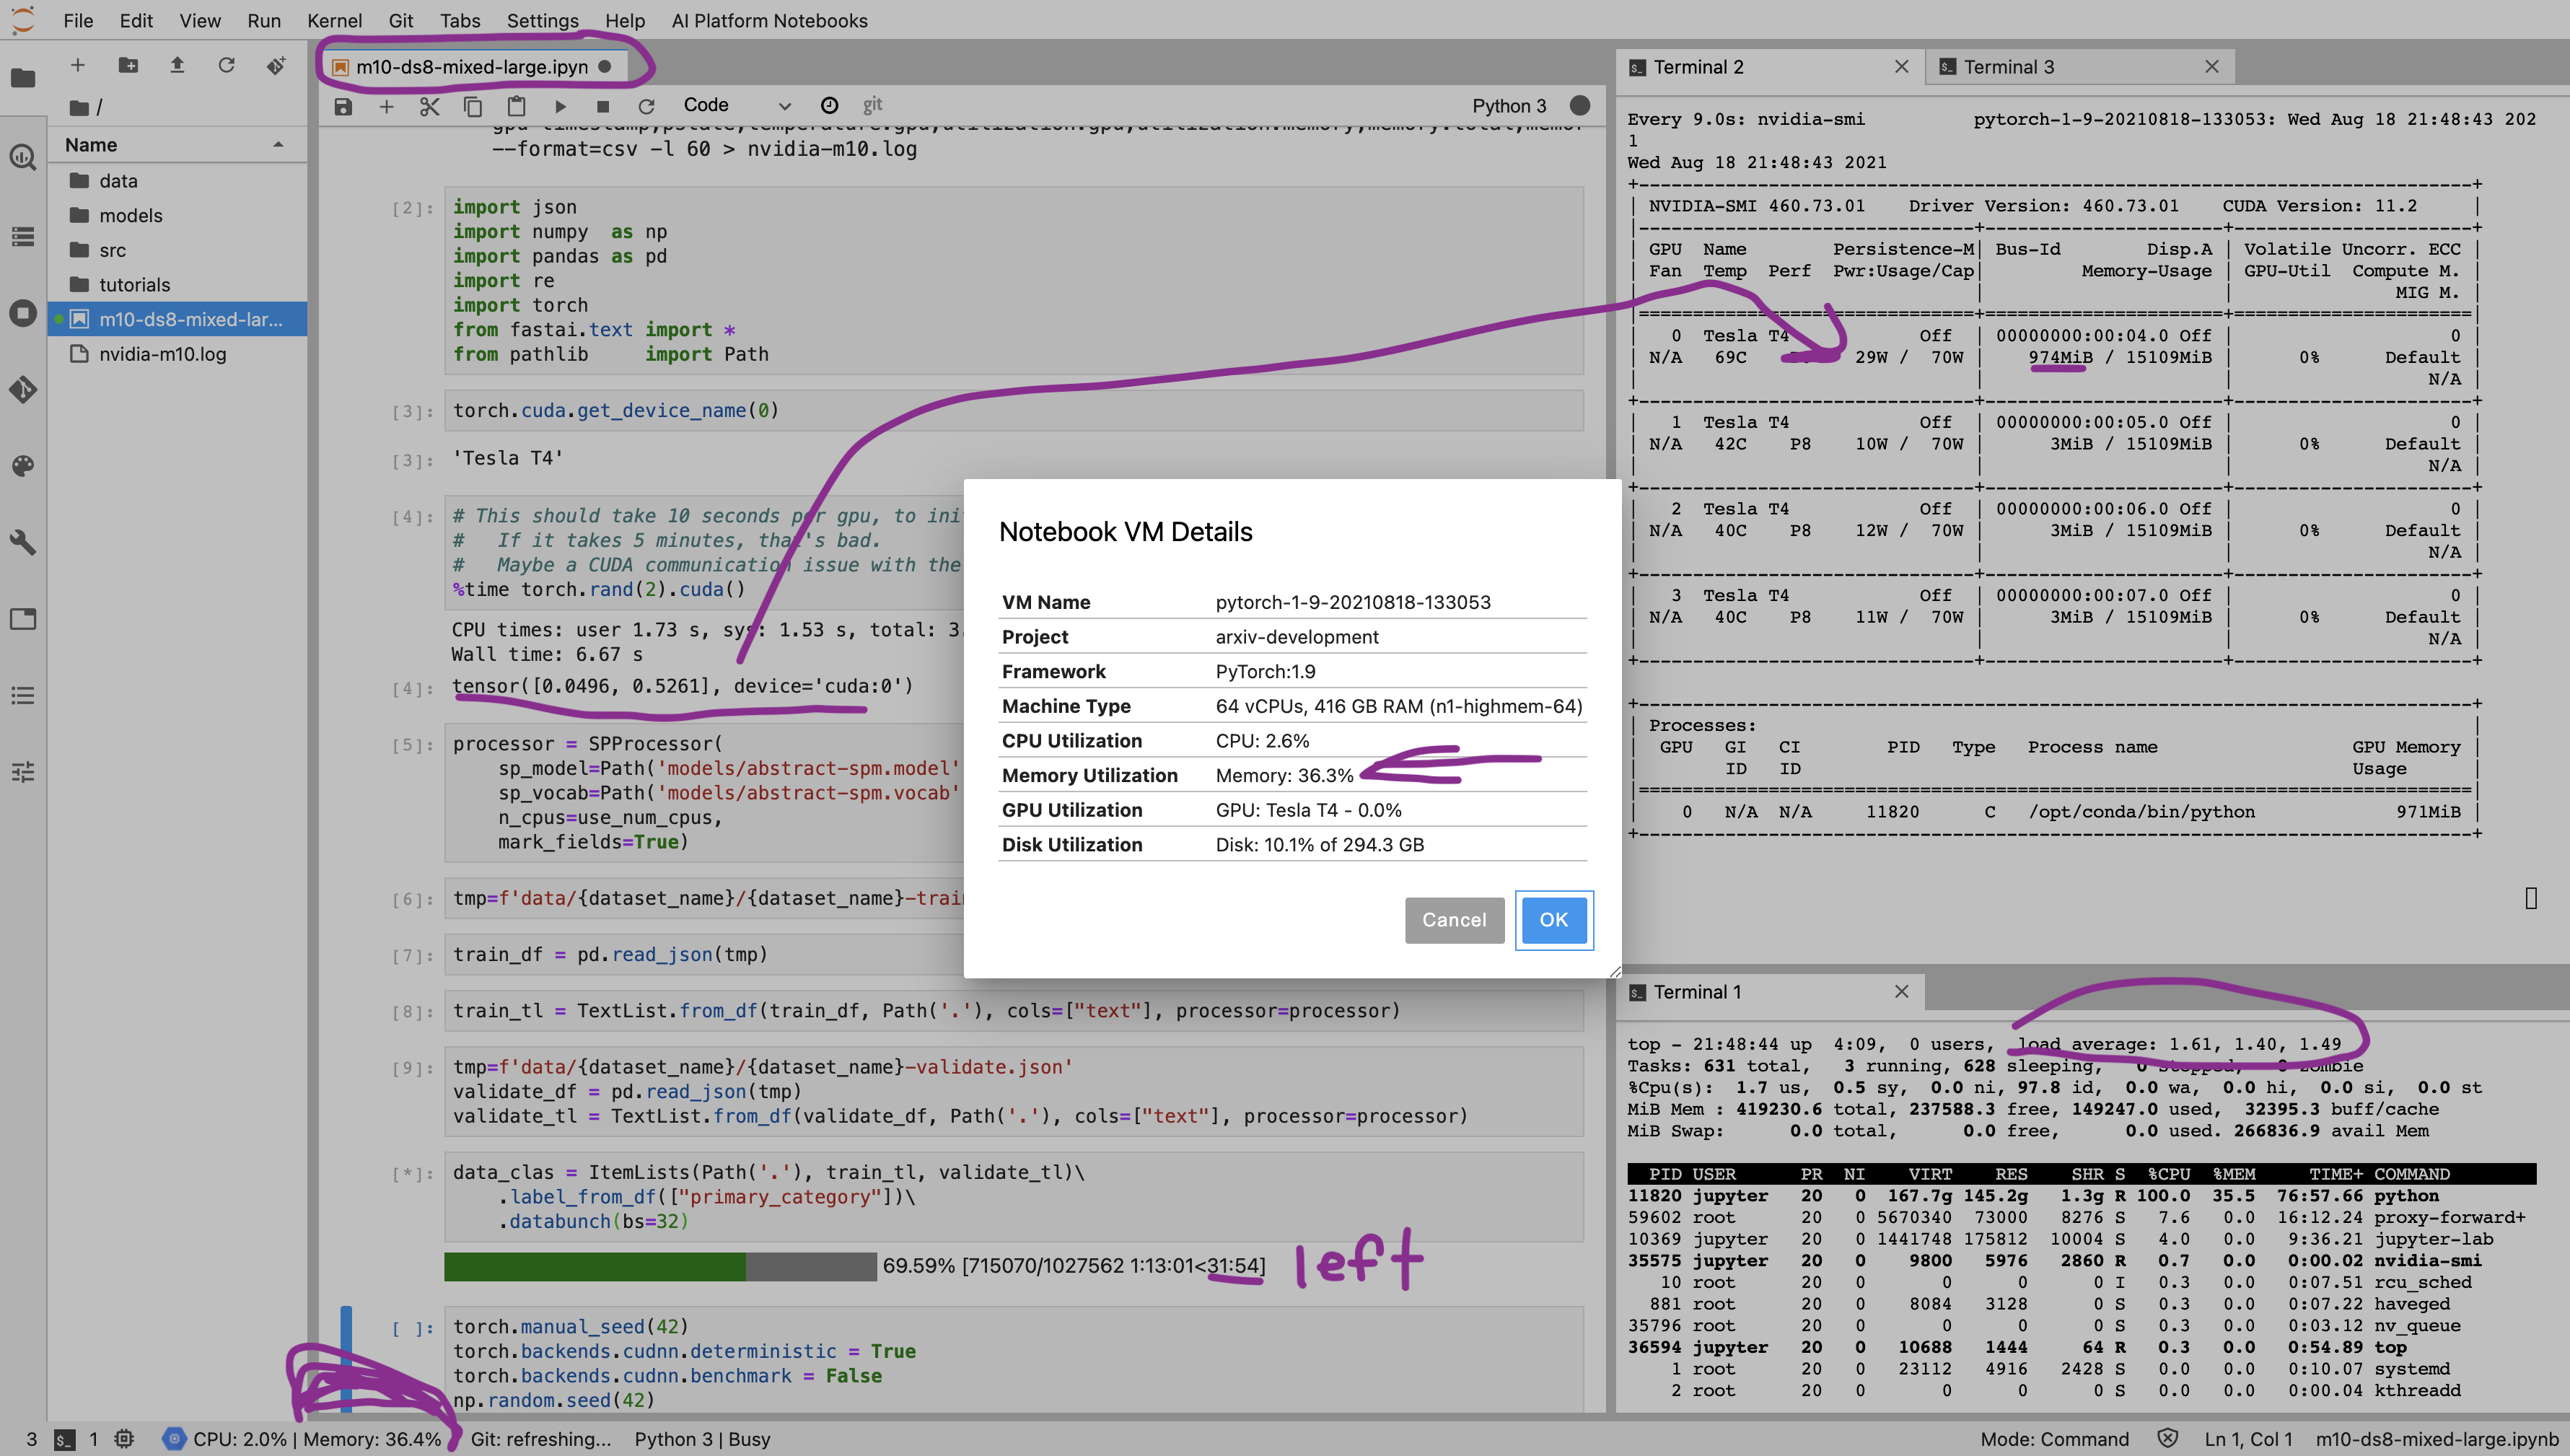 File Edit View Run Kernel Git Tabs Settings Help AI Platform Notebooks
/
Name
data
models
src
tutorials
m10-ds8-mixed-lar...
nvidia-m10.log
m10-ds8-mixed-large.ipyn
Code git Python 3
--format=csv -l 60 > nvidia-m10.log
[2]: import json
import numpy as np
import pandas as pd
import re
import torch
from fastai.text import *
from pathlib import Path
[3]: torch.cuda.get_device_name(0)
[3]: 'Tesla T4'
[4]: # This should take 10 seconds per gpu, to ini
# If it takes 5 minutes, that's bad.
# Maybe a CUDA communication issue with the
%time torch.rand(2).cuda()
CPU times: user 1.73 s, sys: 1.53 s, total: 3.
Wall time: 6.67 s
[4]: tensor([0.0496, 0.5261], device='cuda:0')
[5]: processor = SPProcessor(
sp_model=Path('models/abstract-spm.model'
sp_vocab=Path('models/abstract-spm.vocab'
n_cpus=use_num_cpus,
mark_fields=True)
[6]: tmp=f'data/{dataset_name}/{dataset_name}-trai
[7]: train_df = pd.read_json(tmp)
[8]: train_tl = TextList.from_df(train_df, Path('.'), cols=["text"], processor=processor)
[9]: tmp=f'data/{dataset_name}/{dataset_name}-validate.json'
validate_df = pd.read_json(tmp)
validate_tl = TextList.from_df(validate_df, Path('.'), cols=["text"], processor=processor)
[*]: data_clas = ItemLists(Path('.'), train_tl, validate_tl)\
.label_from_df(["primary_category"])\
.databunch(bs=32)
69.59% [715070/1027562 1:13:01<31:54] left
[ ]: torch.manual_seed(42)
torch.backends.cudnn.deterministic = True
torch.backends.cudnn.benchmark = False
np.random.seed(42)
Notebook VM Details
VM Name pytorch-1-9-20210818-133053
Project arxiv-development
Framework PyTorch:1.9
Machine Type 64 vCPUs, 416 GB RAM (n1-highmem-64)
CPU Utilization CPU: 2.6%
Memory Utilization Memory: 36.3%
GPU Utilization GPU: Tesla T4 - 0.0%
Disk Utilization Disk: 10.1% of 294.3 GB
Cancel OK
Terminal 2 Terminal 3
Every 9.0s: nvidia-smi pytorch-1-9-20210818-133053: Wed Aug 18 21:48:43 202
1
Wed Aug 18 21:48:43 2021
NVIDIA-SMI 460.73.01 Driver Version: 460.73.01 CUDA Version: 11.2
GPU Name Persistence-M| Bus-Id Disp.A | Volatile Uncorr. ECC
Fan Temp Perf Pwr:Usage/Cap| Memory-Usage | GPU-Util Compute M.
MIG M.
0 Tesla T4 Off | 00000000:00:04.0 Off | 0
N/A 69C 29W / 70W | 974MiB / 15109MiB | 0% Default
N/A
1 Tesla T4 Off | 00000000:00:05.0 Off | 0
N/A 42C P8 10W / 70W | 3MiB / 15109MiB | 0% Default
N/A
2 Tesla T4 Off | 00000000:00:06.0 Off | 0
N/A 40C P8 12W / 70W | 3MiB / 15109MiB | 0% Default
N/A
3 Tesla T4 Off | 00000000:00:07.0 Off | 0
N/A 40C P8 11W / 70W | 3MiB / 15109MiB | 0% Default
N/A
Processes:
GPU GI CI PID Type Process name GPU Memory
ID ID Usage
0 N/A N/A 11820 C /opt/conda/bin/python 971MiB
Terminal 1
top - 21:48:44 up 4:09, 0 users, load average: 1.61, 1.40, 1.49
Tasks: 631 total, 3 running, 628 sleeping, 0 stopped, 0 zombie
%Cpu(s): 1.7 us, 0.5 sy, 0.0 ni, 97.8 id, 0.0 wa, 0.0 hi, 0.0 si, 0.0 st
MiB Mem : 419230.6 total, 237588.3 free, 149247.0 used, 32395.3 buff/cache
MiB Swap: 0.0 total, 0.0 free, 0.0 used. 266836.9 avail Mem
PID USER PR NI VIRT RES SHR S %CPU %MEM TIME+ COMMAND
11820 jupyter 20 0 167.7g 145.2g 1.3g R 100.0 35.5 76:57.66 python
59602 root 20 0 5670340 73000 8276 S 7.6 0.0 16:12.24 proxy-forward+
10369 jupyter 20 0 1441748 175812 10004 S 4.0 0.0 9:36.21 jupyter-lab
35575 jupyter 20 0 9800 5976 2860 R 0.7 0.0 0:00.02 nvidia-smi
10 root 20 0 0 0 0 I 0.3 0.0 0:07.51 rcu_sched
881 root 20 0 8084 3128 0 S 0.3 0.0 0:07.22 haveged
35796 root 20 0 0 0 0 S 0.3 0.0 0:03.12 nv_queue
36594 jupyter 20 0 10688 1444 64 R 0.3 0.0 0:54.89 top
1 root 20 0 23112 4916 2428 S 0.0 0.0 0:10.07 systemd
2 root 20 0 0 0 0 S 0.0 0.0 0:00.04 kthreadd
3 1 CPU: 2.0% | Memory: 36.4% Git: refreshing... Python 3 | Busy Mode: Command Ln 1, Col 1 m10-ds8-mixed-large.ipynb